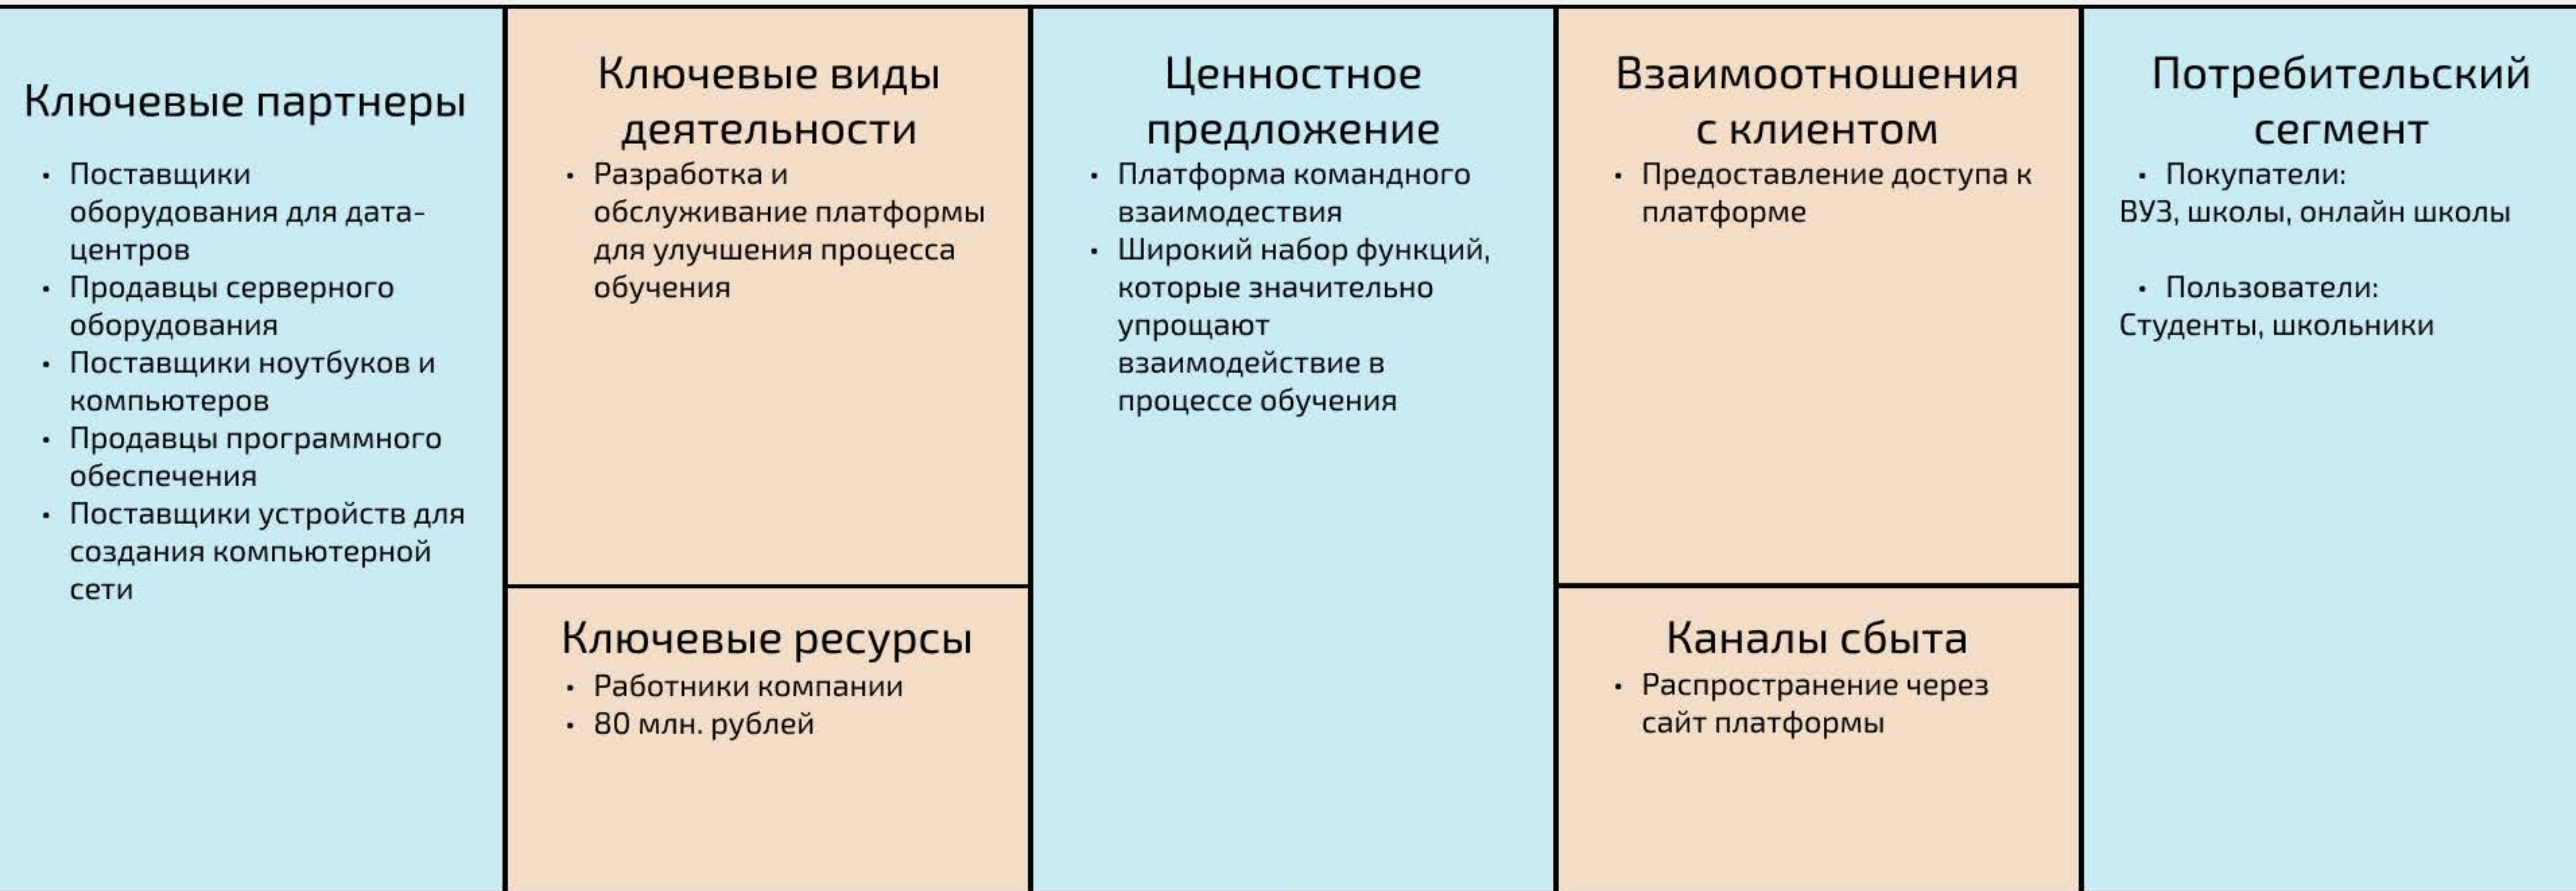 Ключевые партнеры
• Поставщики
оборудования для дата-
центров
• Продавцы серверного
оборудования
• Поставщики ноутбуков и
компьютеров
• Продавцы программного
обеспечения
• Поставщики устройств для
создания компьютерной
сети
Ключевые виды
деятельности
• Разработка и
обслуживание платформы
для улучшения процесса
обучения
Ключевые ресурсы
• Работники компании
• 80 млн. рублей
Ценностное
предложение
• Платформа командного
взаимодествия
• Широкий набор функций,
которые значительно
упрощают
взаимодействие в
процессе обучения
Взаимоотношения
с клиентом
• Предоставление доступа к
платформе
Каналы сбыта
• Распространение через
сайт платформы
Потребительский
сегмент
• Покупатели:
ВУЗ, школы, онлайн школы
• Пользователи:
Студенты, школьники